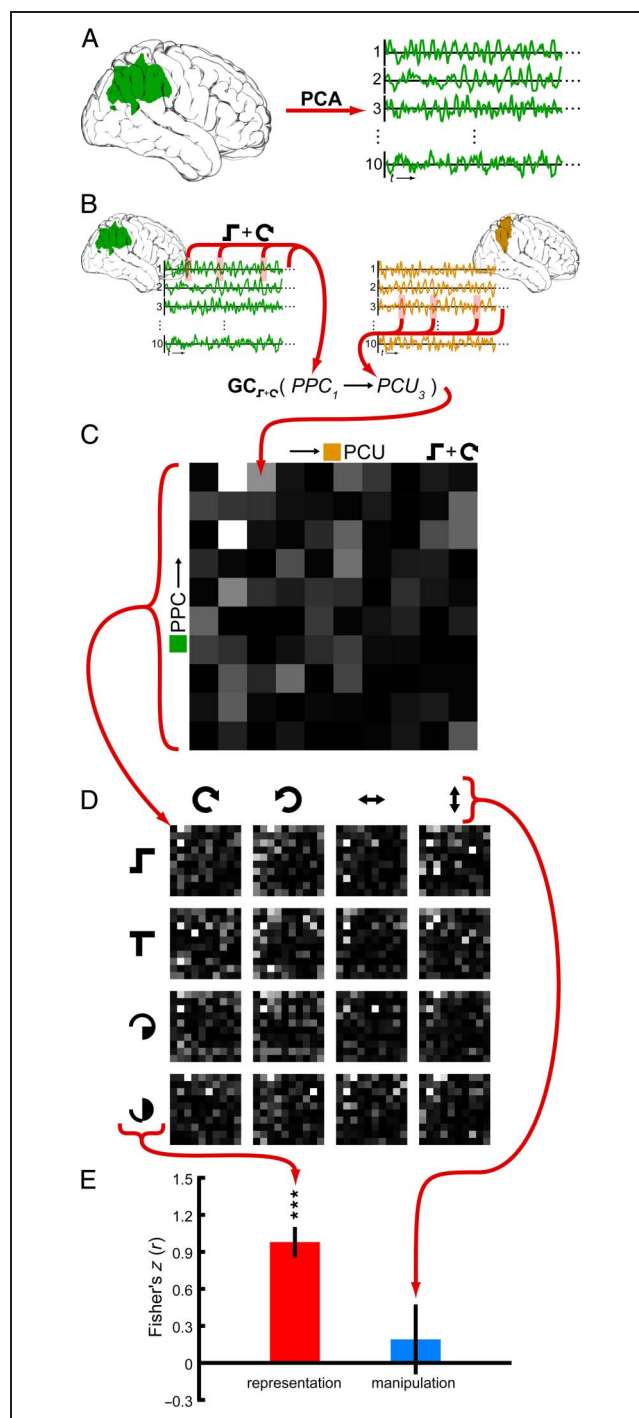 A
PCA
1
2
3
10
t
B
1
2
3
10
t
1
2
3
10
t
GC + ( PPC1 → PCU3 )
C
→ PCU
PPC →
D
E
Fisher's z (r)
1.5
1.2
0.9
0.6
0.3
0
−0.3
***
representation
manipulation